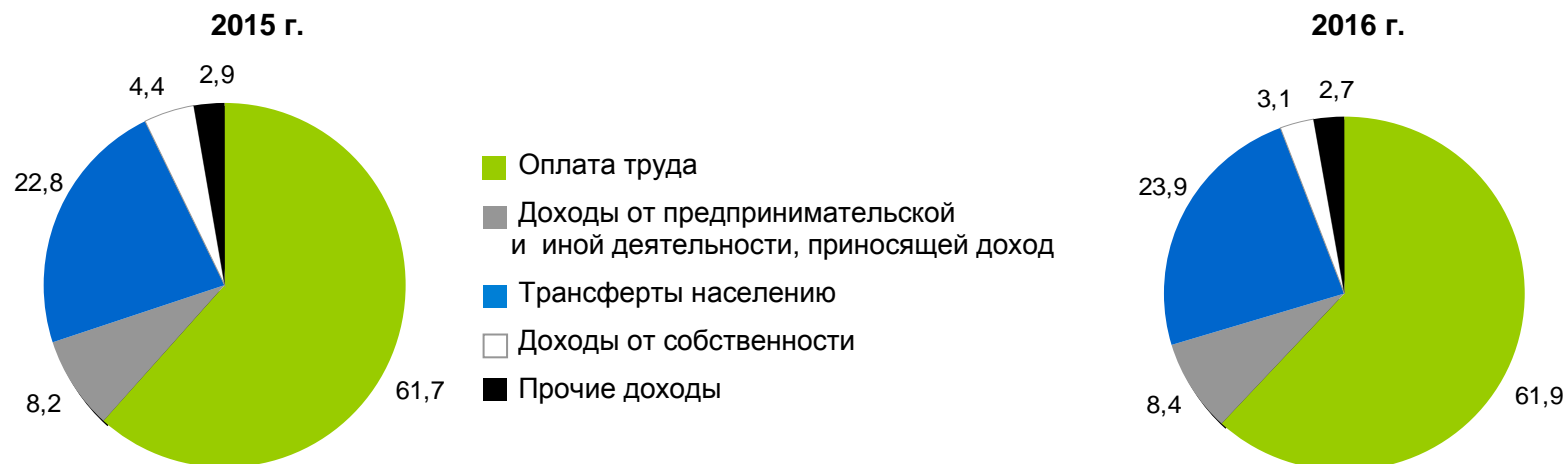 2015 г.
2,9
4,4
22,8
8,2
61,7
Оплата труда
Доходы от предпринимательской
и иной деятельности, приносящей доход
Трансферты населению
Доходы от собственности
Прочие доходы
2016 г.
2,7
3,1
23,9
8,4
61,9